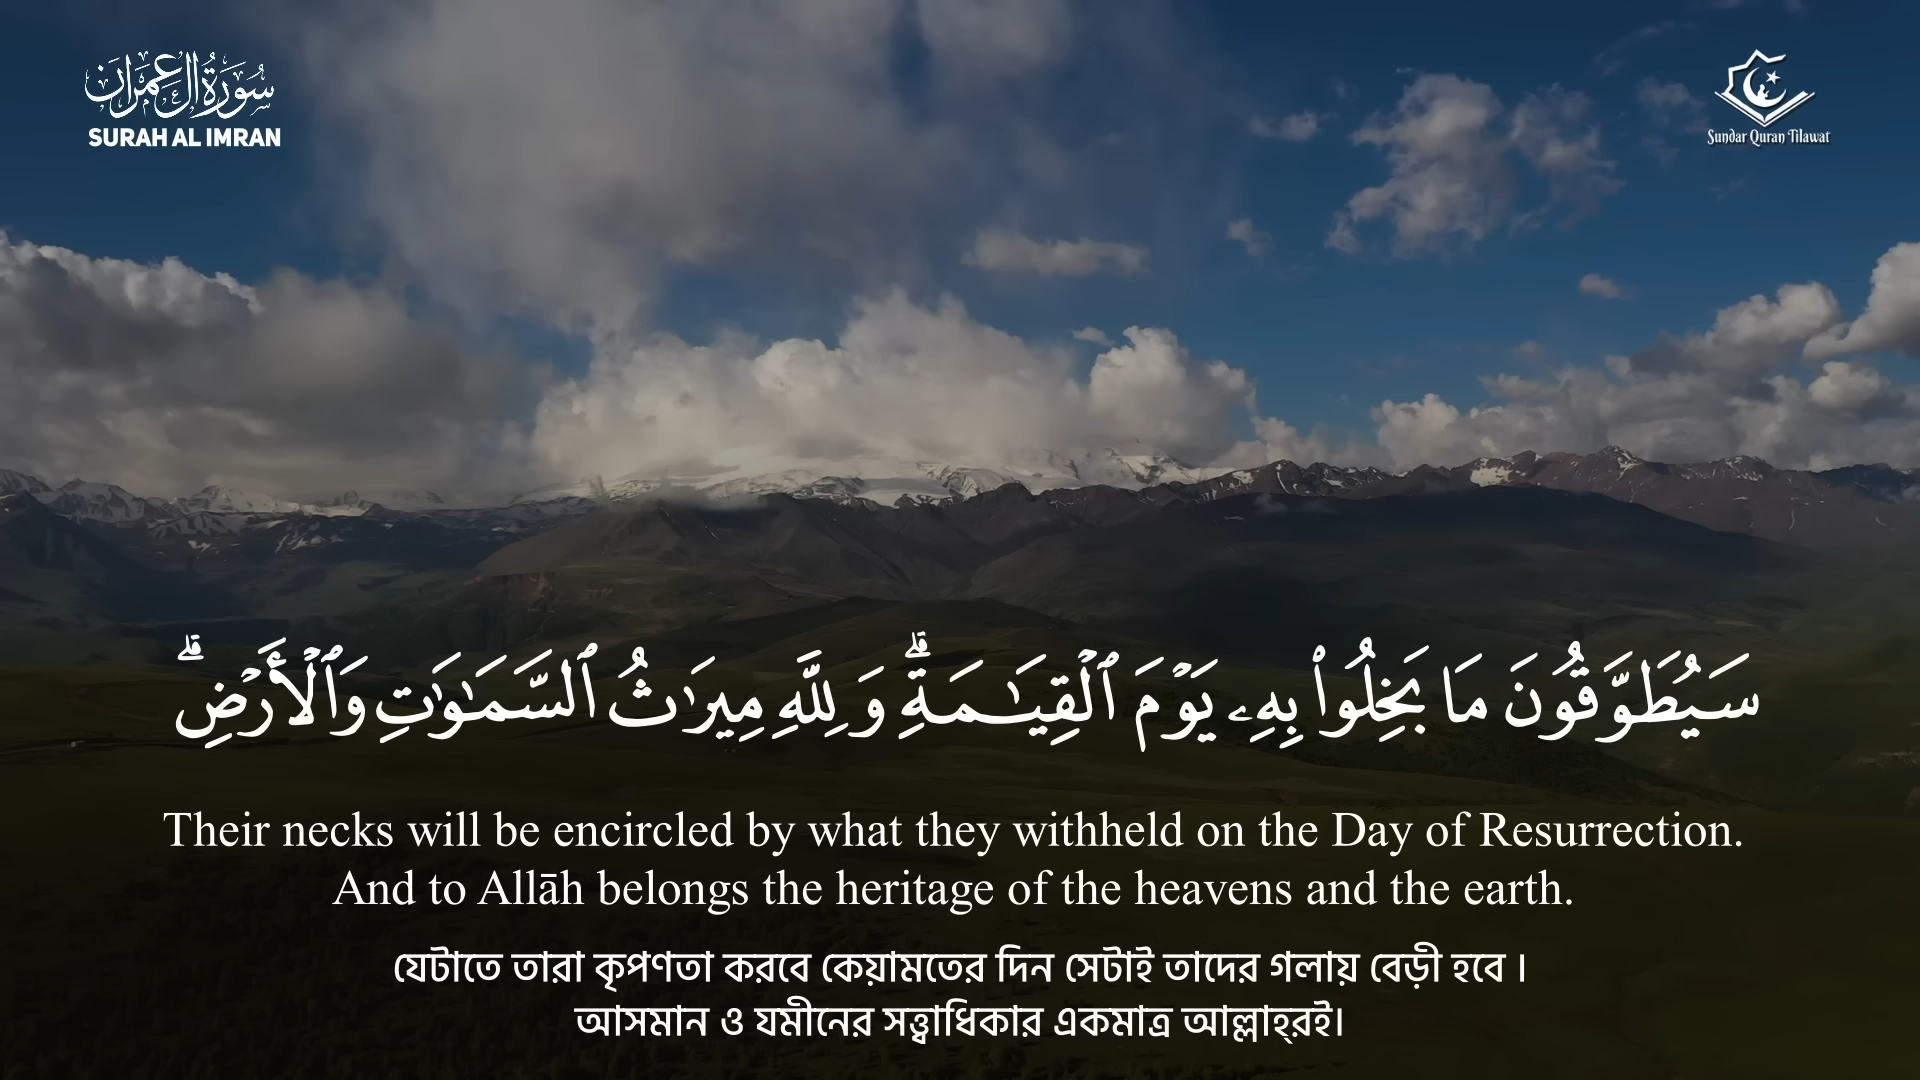 سُورَةُ آلِ عِمْرَان
SURAH AL IMRAN
Sundar Quran Tilawat
سَيُطَوَّقُونَ مَا بَخِلُوا۟ بِهِۦ يَوْمَ ٱلْقِيَـٰمَةِ ۗ وَلِلَّهِ مِيرَٰثُ ٱلسَّمَـٰوَٰتِ وَٱلْأَرْضِ ۗ
Their necks will be encircled by what they withheld on the Day of Resurrection.
And to Allāh belongs the heritage of the heavens and the earth.
যেটাতে তারা কৃপণতা করবে কেয়ামতের দিন সেটাই তাদের গলায় বেড়ী হবে ।
আসমান ও যমীনের সত্ত্বাধিকার একমাত্র আল্লাহ্‌রই।